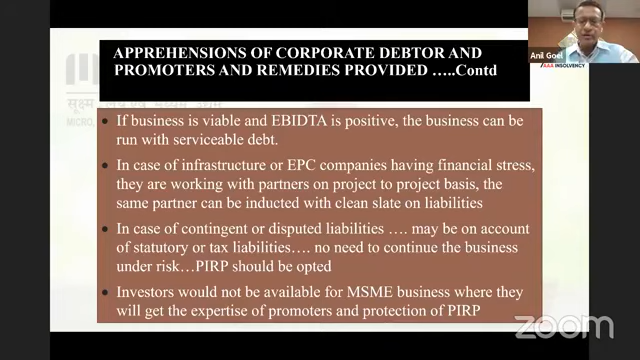 APPREHENSIONS OF CORPORATE DEBTOR AND
PROMOTERS AND REMEDIES PROVIDED …..Contd
Anil Goel
AAA INSOLVENCY
MICRO,
• If business is viable and EBIDTA is positive, the business can be
run with serviceable debt.
• In case of infrastructure or EPC companies having financial stress,
they are working with partners on project to project basis, the
same partner can be inducted with clean slate on liabilities
• In case of contingent or disputed liabilities …. may be on account
of statutory or tax liabilities…. no need to continue the business
under risk…PIRP should be opted
• Investors would not be available for MSME business where they
will get the expertise of promoters and protection of PIRP
zoom